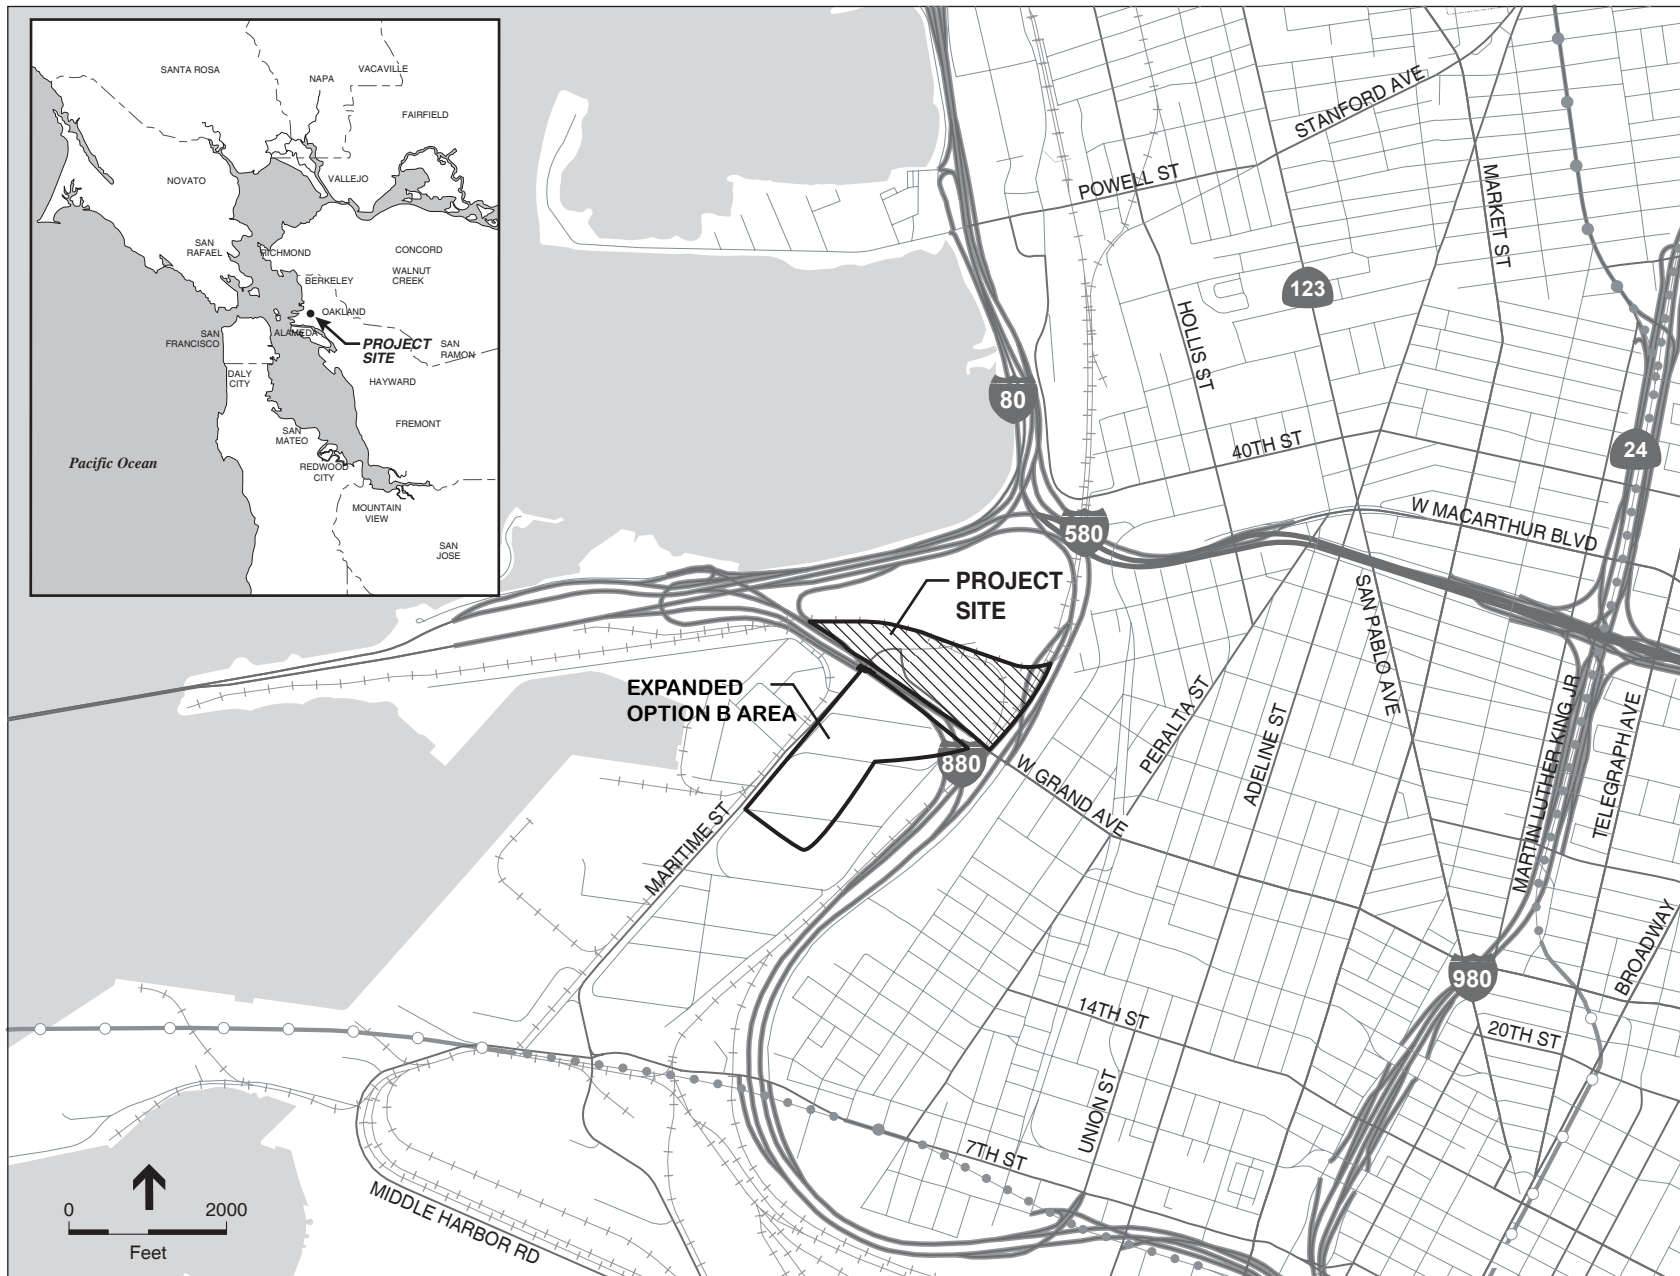 SANTA ROSA
NAPA
VACAVILLE
FAIRFIELD
NOVATO
VALLEJO
SAN
RAFAEL
RICHMOND
CONCORD
WALNUT
CREEK
BERKELEY
OAKLAND
SAN
FRANCISCO
ALAMEDA
PROJECT
SITE
SAN
RAMON
DALY
CITY
HAYWARD
FREMONT
SAN
MATEO
REDWOOD
CITY
Pacific Ocean
MOUNTAIN
VIEW
SAN
JOSE
STANFORD AVE
POWELL ST
MARKET ST
123
HOLLIS ST
80
40TH ST
24
W MACARTHUR BLVD
580
PROJECT
SITE
SAN PABLO AVE
EXPANDED
OPTION B AREA
PERALTA ST
ADELINE ST
MARTIN LUTHER KING JR
TELEGRAPH AVE
880
W GRAND AVE
MARITIME ST
BROADWAY
980
14TH ST
20TH ST
UNION ST
7TH ST
MIDDLE HARBOR RD
0
2000
Feet